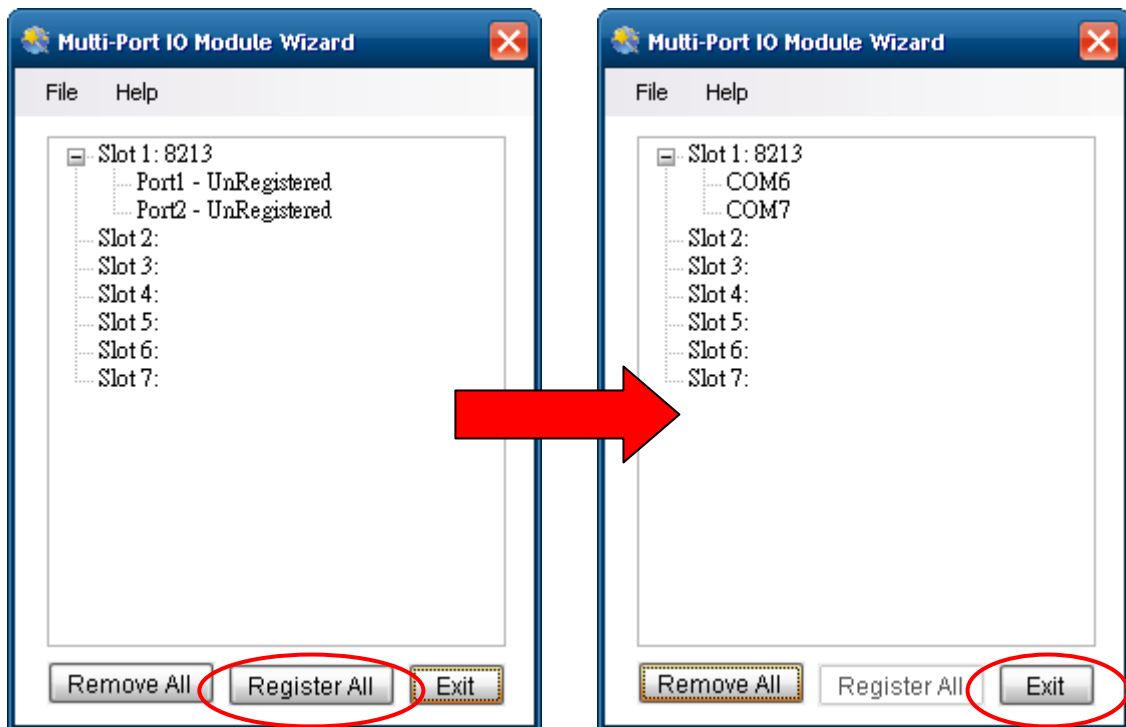 Multi-Port IO Module Wizard
File Help
Slot 1: 8213
Port1 - UnRegistered
Port2 - UnRegistered
Slot 2:
Slot 3:
Slot 4:
Slot 5:
Slot 6:
Slot 7:
Remove All Register All Exit
Multi-Port IO Module Wizard
File Help
Slot 1: 8213
COM6
COM7
Slot 2:
Slot 3:
Slot 4:
Slot 5:
Slot 6:
Slot 7:
Remove All Register All Exit